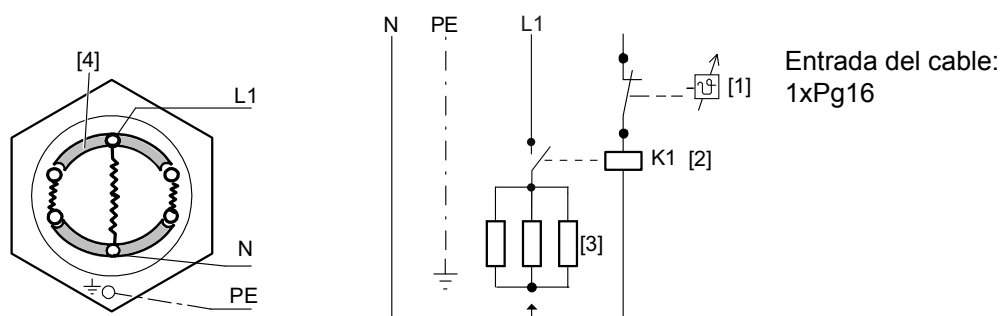 [4]
L1
N
PE
N
PE
L1
[1]
K1 [2]
[3]
Entrada del cable:
1xPg16